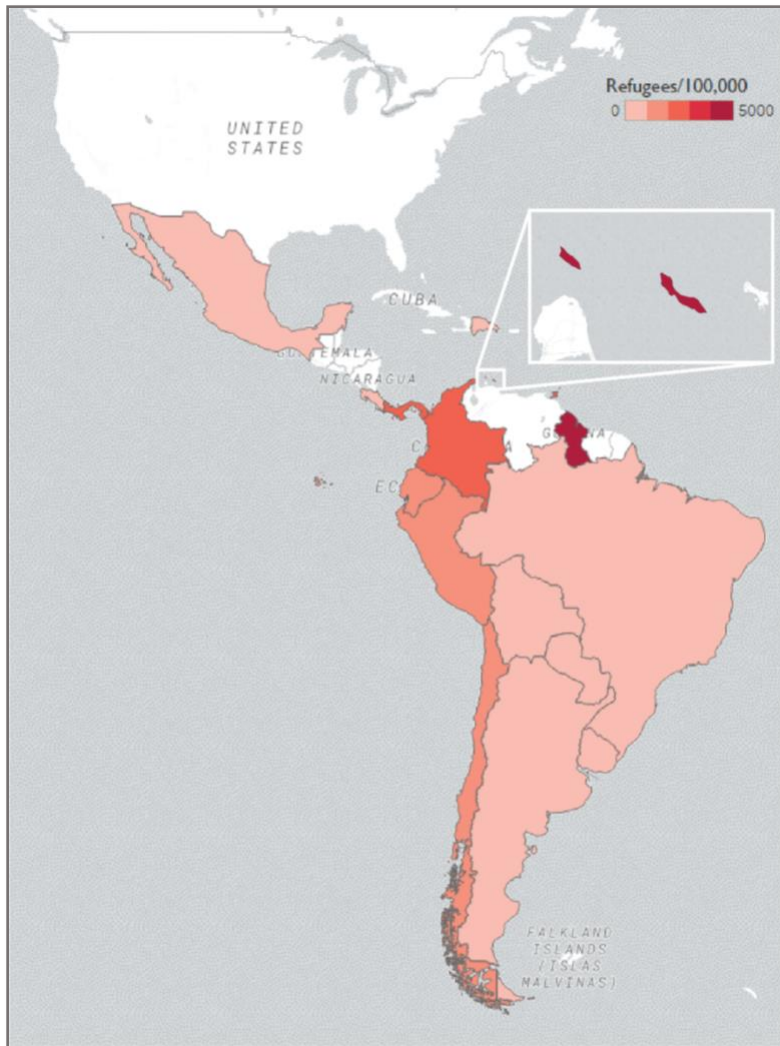 Refugees/100,000
0 5000
UNITED
STATES
CUBA
NICARAGUA
FALKLAND
ISLANDS
(ISLAS
MALVINAS)